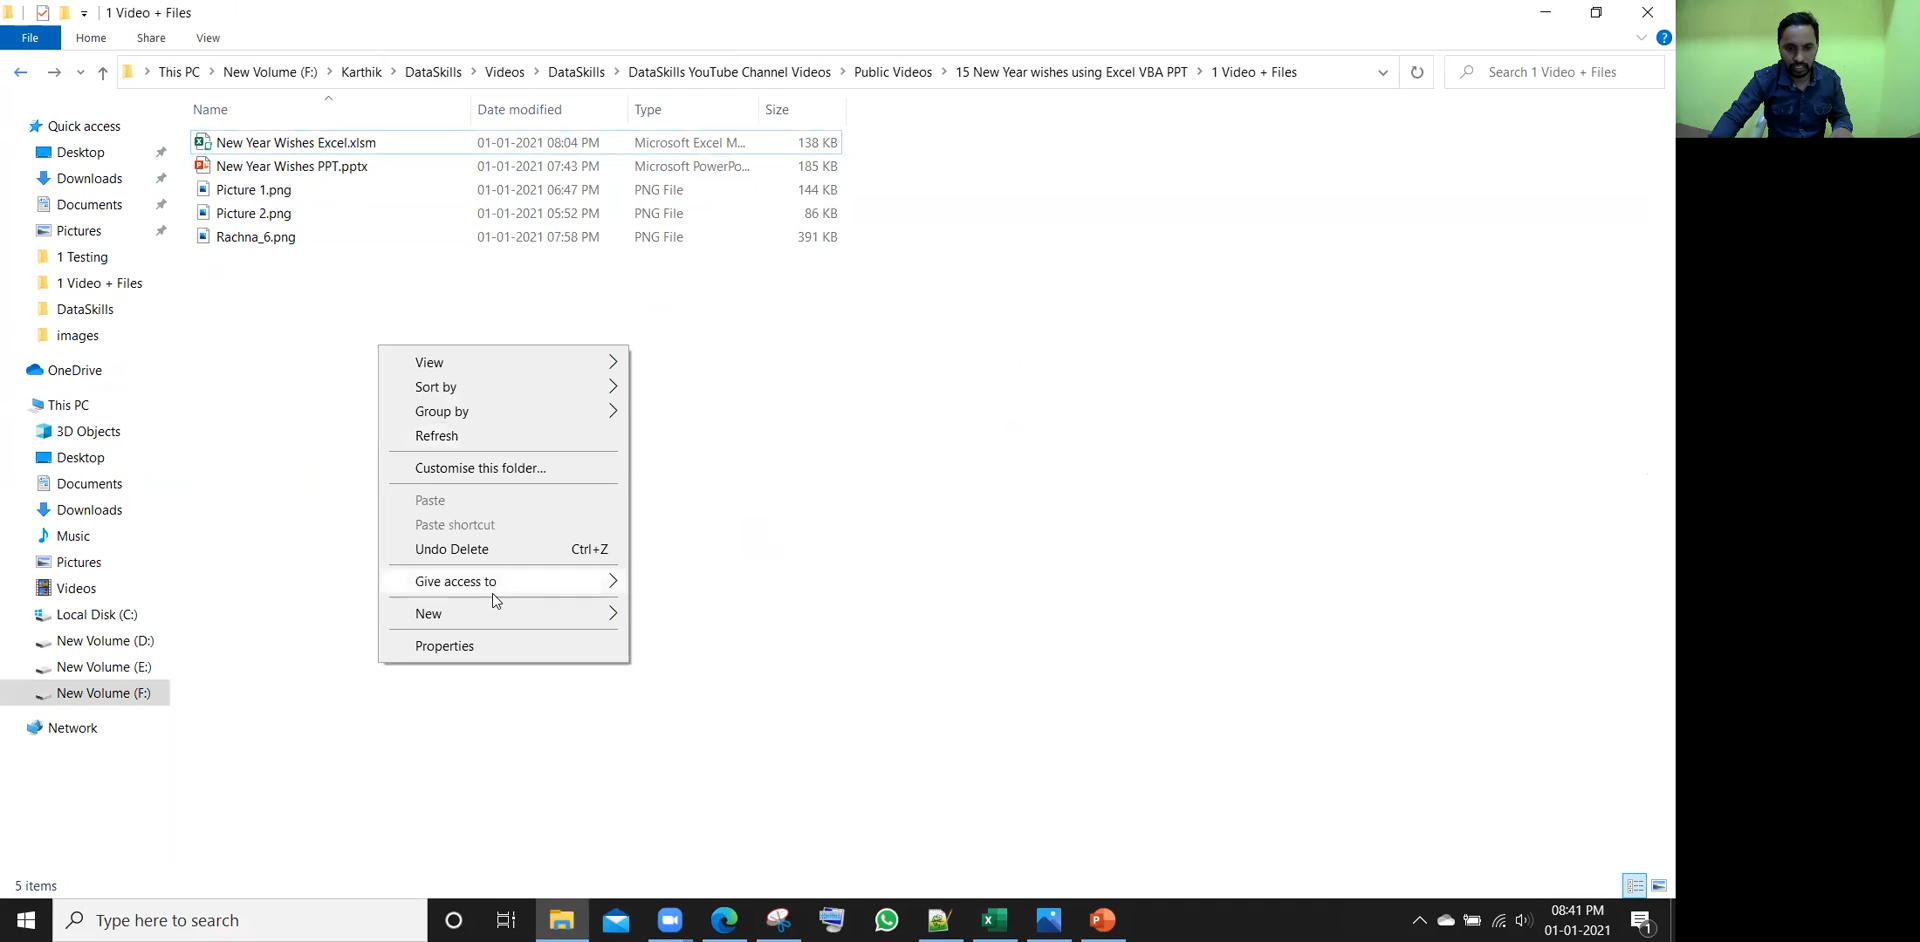 1 Video + Files
File Home Share View
This PC New Volume (F:) Karthik DataSkills Videos DataSkills DataSkills YouTube Channel Videos Public Videos 15 New Year wishes using Excel VBA PPT 1 Video + Files Search 1 Video + Files
Name Date modified Type Size
New Year Wishes Excel.xlsm 01-01-2021 08:04 PM Microsoft Excel M... 138 KB
New Year Wishes PPT.pptx 01-01-2021 07:43 PM Microsoft PowerPo... 185 KB
Picture 1.png 01-01-2021 06:47 PM PNG File 144 KB
Picture 2.png 01-01-2021 05:52 PM PNG File 86 KB
Rachna_6.png 01-01-2021 07:58 PM PNG File 391 KB
Quick access
Desktop
Downloads
Documents
Pictures
1 Testing
1 Video + Files
DataSkills
images
OneDrive
This PC
3D Objects
Desktop
Documents
Downloads
Music
Pictures
Videos
Local Disk (C:)
New Volume (D:)
New Volume (E:)
New Volume (F:)
Network
View
Sort by
Group by
Refresh
Customise this folder...
Paste
Paste shortcut
Undo Delete Ctrl+Z
Give access to
New
Properties
5 items
Type here to search
08:41 PM
01-01-2021
1